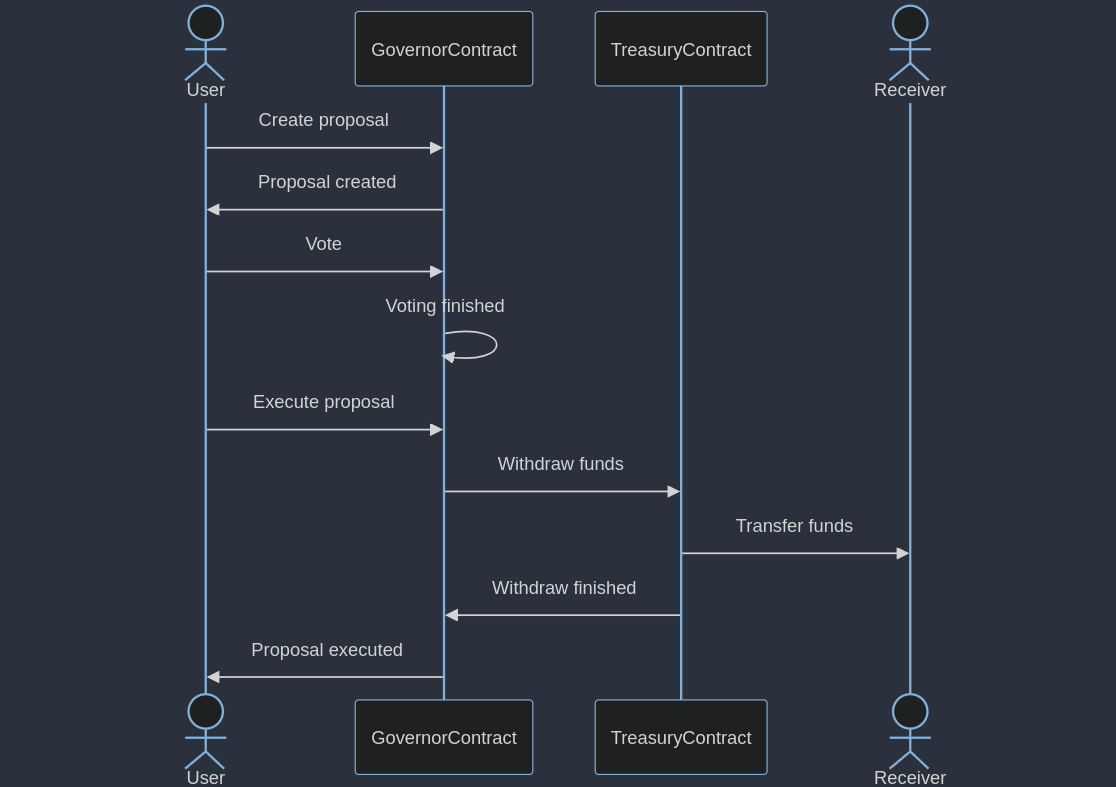 User
GovernorContract
TreasuryContract
Receiver
Create proposal
Proposal created
Vote
Voting finished
Execute proposal
Withdraw funds
Transfer funds
Withdraw finished
Proposal executed
User
GovernorContract
TreasuryContract
Receiver